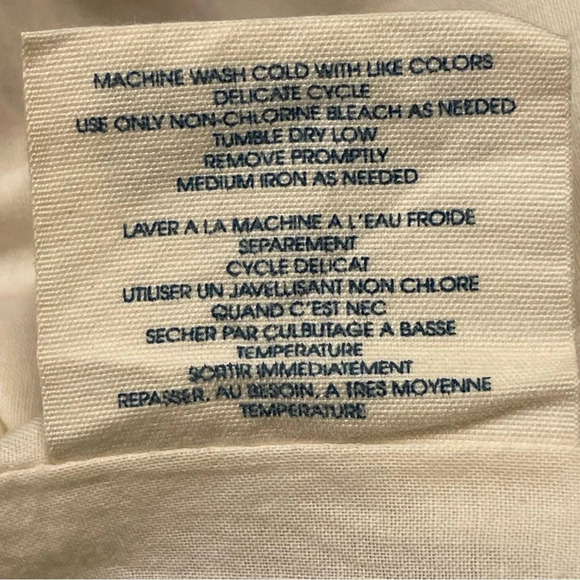 MACHINE WASH COLD WITH LIKE COLORS
DELICATE CYCLE
USE ONLY NON-CHLORINE BLEACH AS NEEDED
TUMBLE DRY LOW
REMOVE PROMPTLY
MEDIUM IRON AS NEEDED
LAVER A LA MACHINE A L'EAU FROIDE
SEPAREMENT
CYCLE DELICAT
UTILISER UN JAVELLISANT NON CHLORE
QUAND C'EST NEC
SECHER PAR CULBUTAGE A BASSE
TEMPERATURE
SORTIR IMMEDIATEMENT
REPASSER, AU BESOIN, A TRES MOYENNE
TEMPERATURE